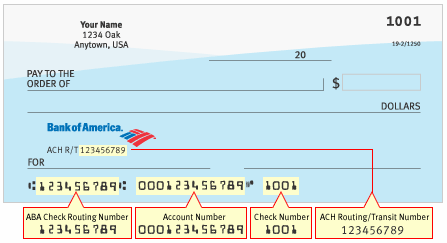 Your Name
1234 Oak
Anytown, USA
1001
19-2/1250
20
PAY TO THE
ORDER OF
$
DOLLARS
Bank of America.
ACH R/T 123456789
FOR
⑆123456789⑆ 000123456789⑈ 1001
ABA Check Routing Number
123456789
Account Number
000123456789
Check Number
1001
ACH Routing/Transit Number
123456789